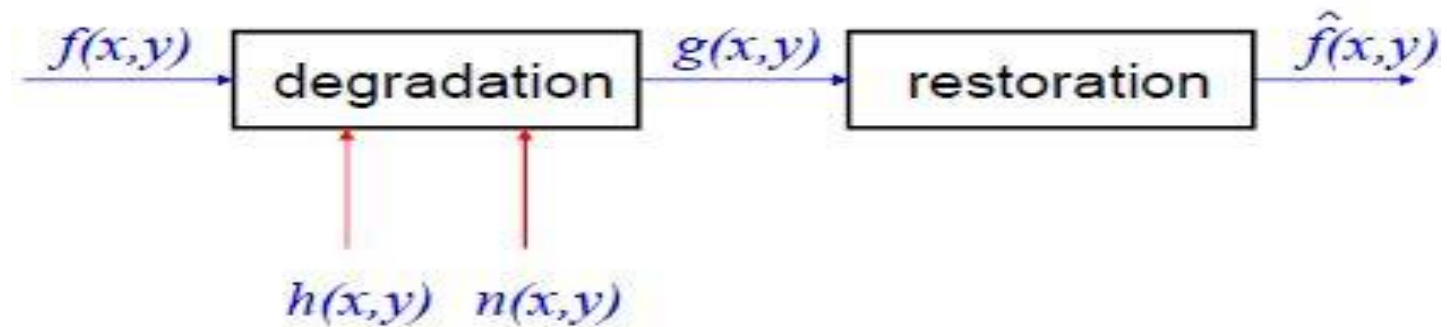 f(x,y) degradation g(x,y) restoration f̂(x,y)
h(x,y) n(x,y)